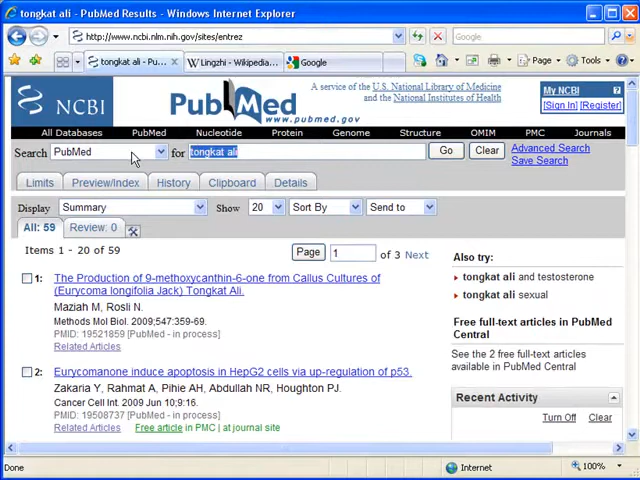 tongkat ali - PubMed Results - Windows Internet Explorer
http://www.ncbi.nlm.nih.gov/sites/entrez
Google
tongkat ali - Pu...
Lingzhi - Wikipedia...
Google
Page
Tools
NCBI
PubMed
www.pubmed.gov
A service of the U.S. National Library of Medicine
and the National Institutes of Health
My NCBI
[Sign In] [Register]
All Databases PubMed Nucleotide Protein Genome Structure OMIM PMC Journals
Search PubMed for tongkat ali Go Clear
Advanced Search
Save Search
Limits Preview/Index History Clipboard Details
Display Summary Show 20 Sort By Send to
All: 59 Review: 0
Items 1 - 20 of 59
Page 1 of 3 Next
1: The Production of 9-methoxycanthin-6-one from Callus Cultures of
(Eurycoma longifolia Jack) Tongkat Ali.
Maziah M, Rosli N.
Methods Mol Biol. 2009;547:359-69.
PMID: 19521859 [PubMed - in process]
Related Articles
2: Eurycomanone induce apoptosis in HepG2 cells via up-regulation of p53.
Zakaria Y, Rahmat A, Pihie AH, Abdullah NR, Houghton PJ.
Cancer Cell Int. 2009 Jun 10;9:16.
PMID: 19508737 [PubMed - in process]
Related Articles Free article in PMC | at journal site
Also try:
tongkat ali and testosterone
tongkat ali sexual
Free full-text articles in PubMed
Central
See the 2 free full-text articles
available in PubMed Central
Recent Activity
Turn Off Clear
Done
Internet
100%